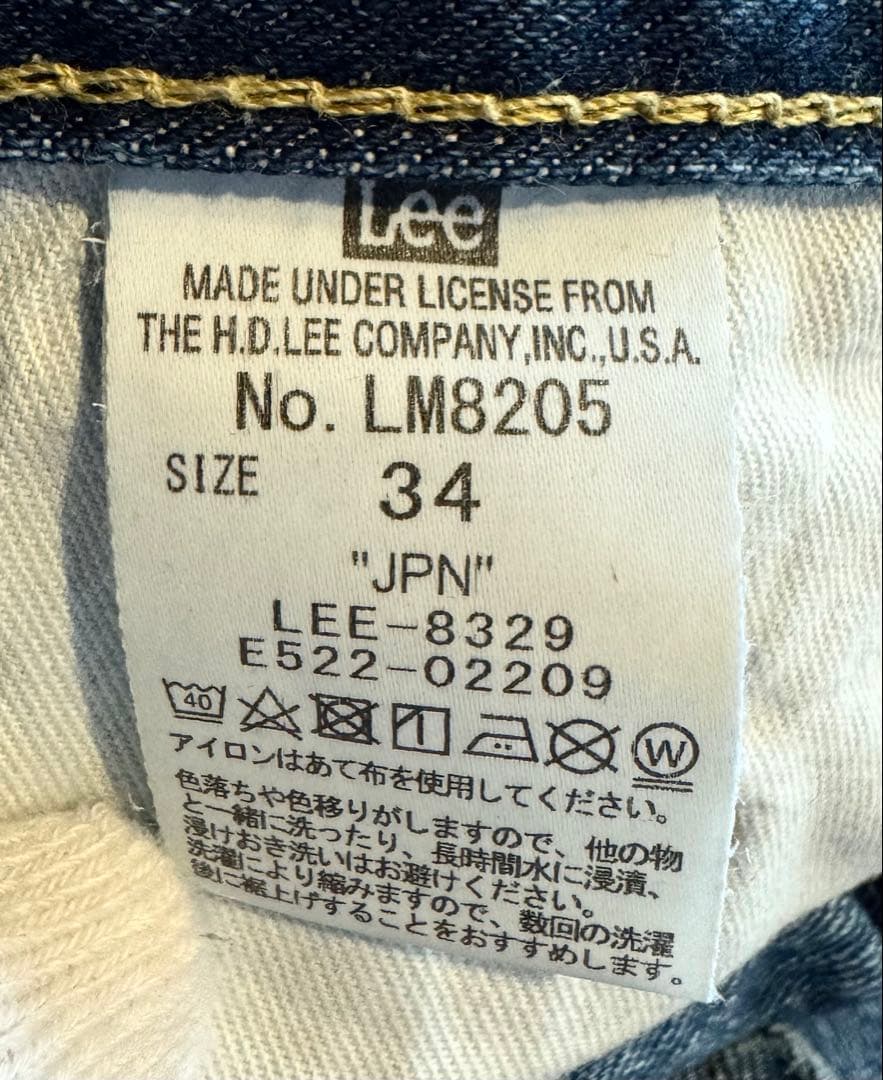 Lee
MADE UNDER LICENSE FROM
THE H.D.LEE COMPANY,INC.,U.S.A.
No. LM8205
SIZE 34
"JPN"
LEE-8329
E522-02209
40 W
アイロンはあて布を使用してください。
色落ちや色移りがしますので、他の物
と一緒に洗ったり、長時間水に浸漬、
浸けおき洗いはお避けください。
洗濯により縮みますので、数回の洗濯
後に裾上げすることをおすすめします。